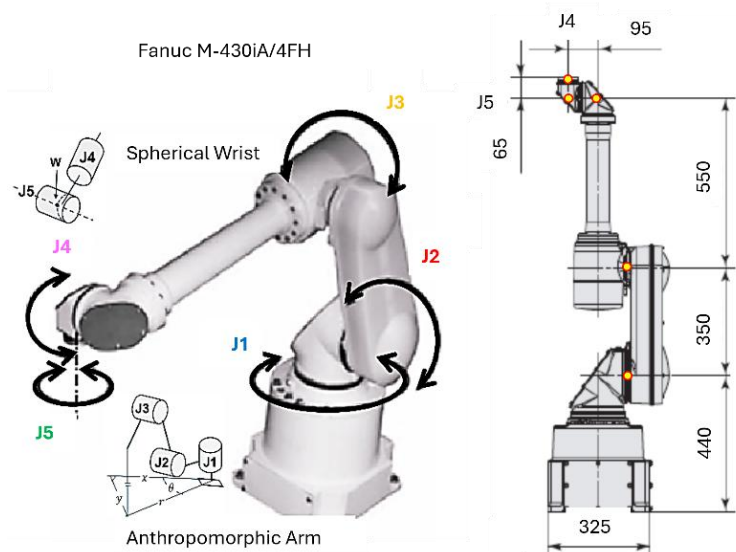 Fanuc M-430iA/4FH
J4
95
J3
J5
65
W
J4
J5
Spherical Wrist
550
J4
J2
J1
350
J5
J3
J2
J1
x
θ
y
r
440
Anthropomorphic Arm
325